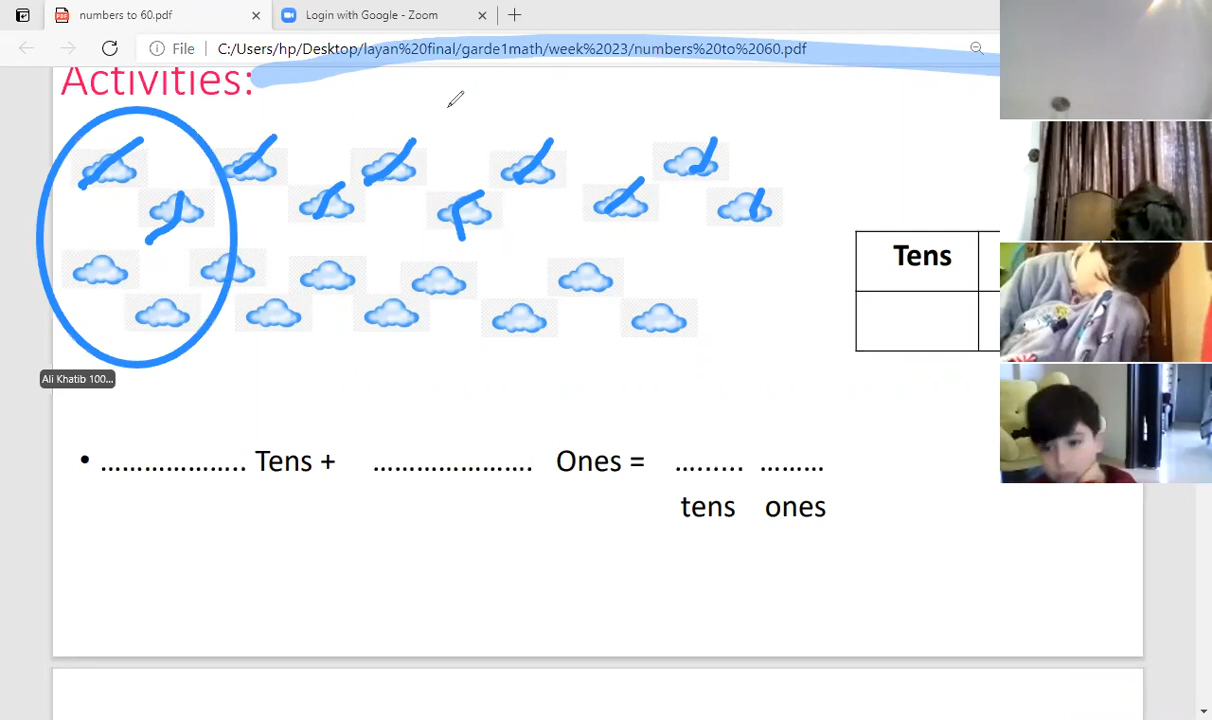 numbers to 60.pdf
Login with Google - Zoom
File C:/Users/hp/Desktop/layan%20final/garde1math/week%2023/numbers%20to%2060.pdf
Activities:
Tens
Ali Khatib 100...
• ……………….. Tens + …………………. Ones = …..…. ………
tens ones